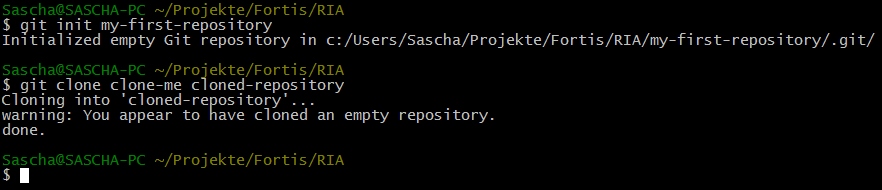 Sascha@SASCHA-PC ~/Projekte/Fortis/RIA
$ git init my-first-repository
Initialized empty Git repository in c:/Users/Sascha/Projekte/Fortis/RIA/my-first-repository/.git/
Sascha@SASCHA-PC ~/Projekte/Fortis/RIA
$ git clone clone-me cloned-repository
Cloning into 'cloned-repository'...
warning: You appear to have cloned an empty repository.
done.
Sascha@SASCHA-PC ~/Projekte/Fortis/RIA
$